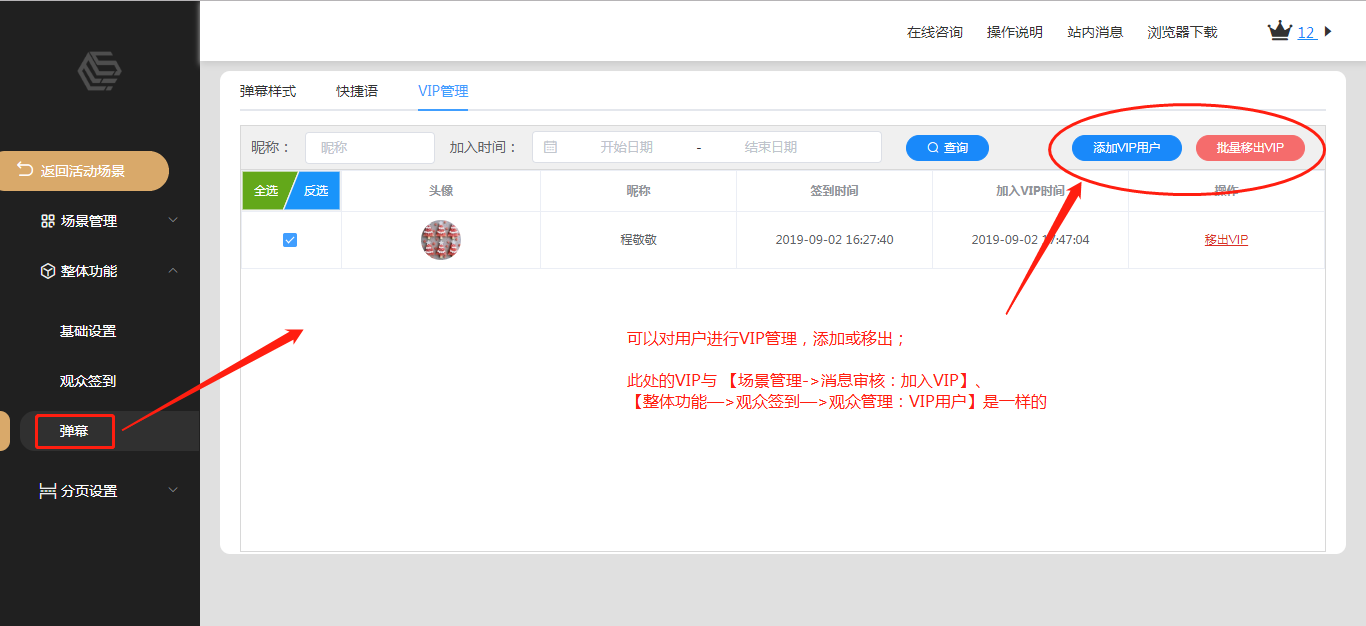 在线咨询 操作说明 站内消息 浏览器下载 12
返回活动场景
场景管理
整体功能
基础设置
观众签到
弹幕
分页设置
弹幕样式 快捷语 VIP管理
昵称： 昵称 加入时间： 开始日期 - 结束日期 查询 添加VIP用户 批量移出VIP
全选 反选 头像 昵称 签到时间 加入VIP时间 操作
程敬敬 2019-09-02 16:27:40 2019-09-02 17:47:04 移出VIP
可以对用户进行VIP管理，添加或移出；
此处的VIP与 【场景管理->消息审核：加入VIP】、
【整体功能—>观众签到—>观众管理：VIP用户】是一样的